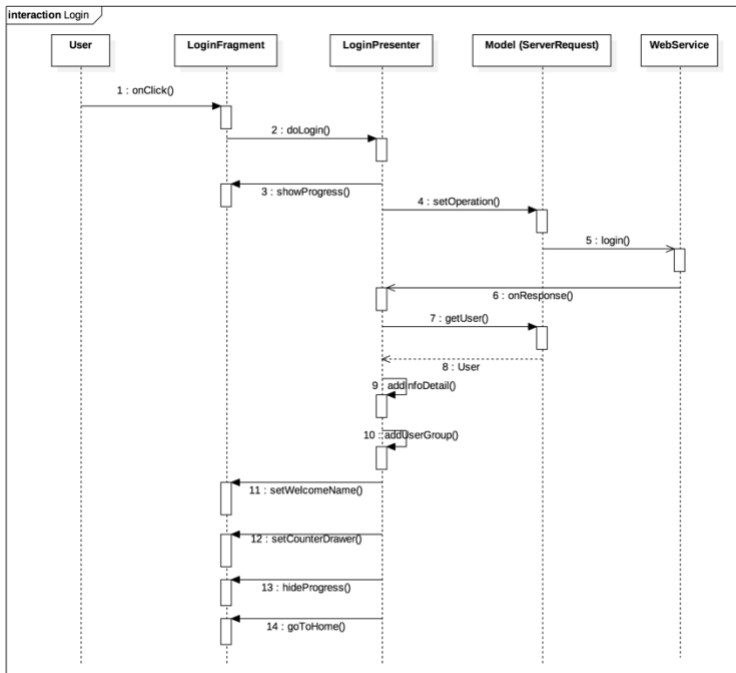 interaction Login
User
LoginFragment
LoginPresenter
Model (ServerRequest)
WebService
1 : onClick()
2 : doLogin()
3 : showProgress()
4 : setOperation()
5 : login()
6 : onResponse()
7 : getUser()
8 : User
9 : addInfoDetail()
10 : addUserGroup()
11 : setWelcomeName()
12 : setCounterDrawer()
13 : hideProgress()
14 : goToHome()